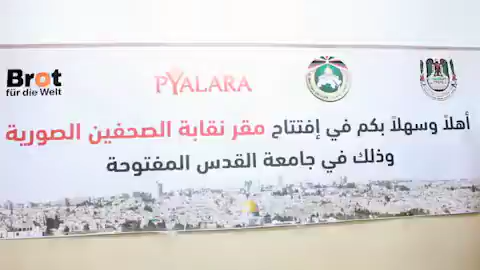 Brot
für die Welt
PYALARA
أهلاً وسهلاً بكم في إفتتاح مقر نقابة الصحفين الصورية
وذلك في جامعة القدس المفتوحة